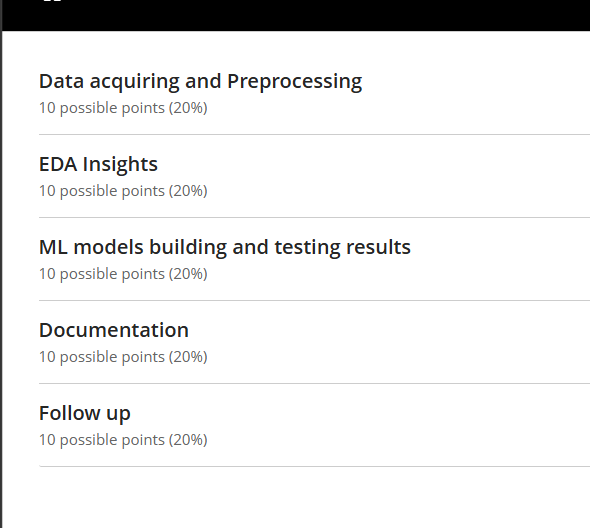 Data acquiring and Preprocessing
10 possible points (20%)
EDA Insights
10 possible points (20%)
ML models building and testing results
10 possible points (20%)
Documentation
10 possible points (20%)
Follow up
10 possible points (20%)